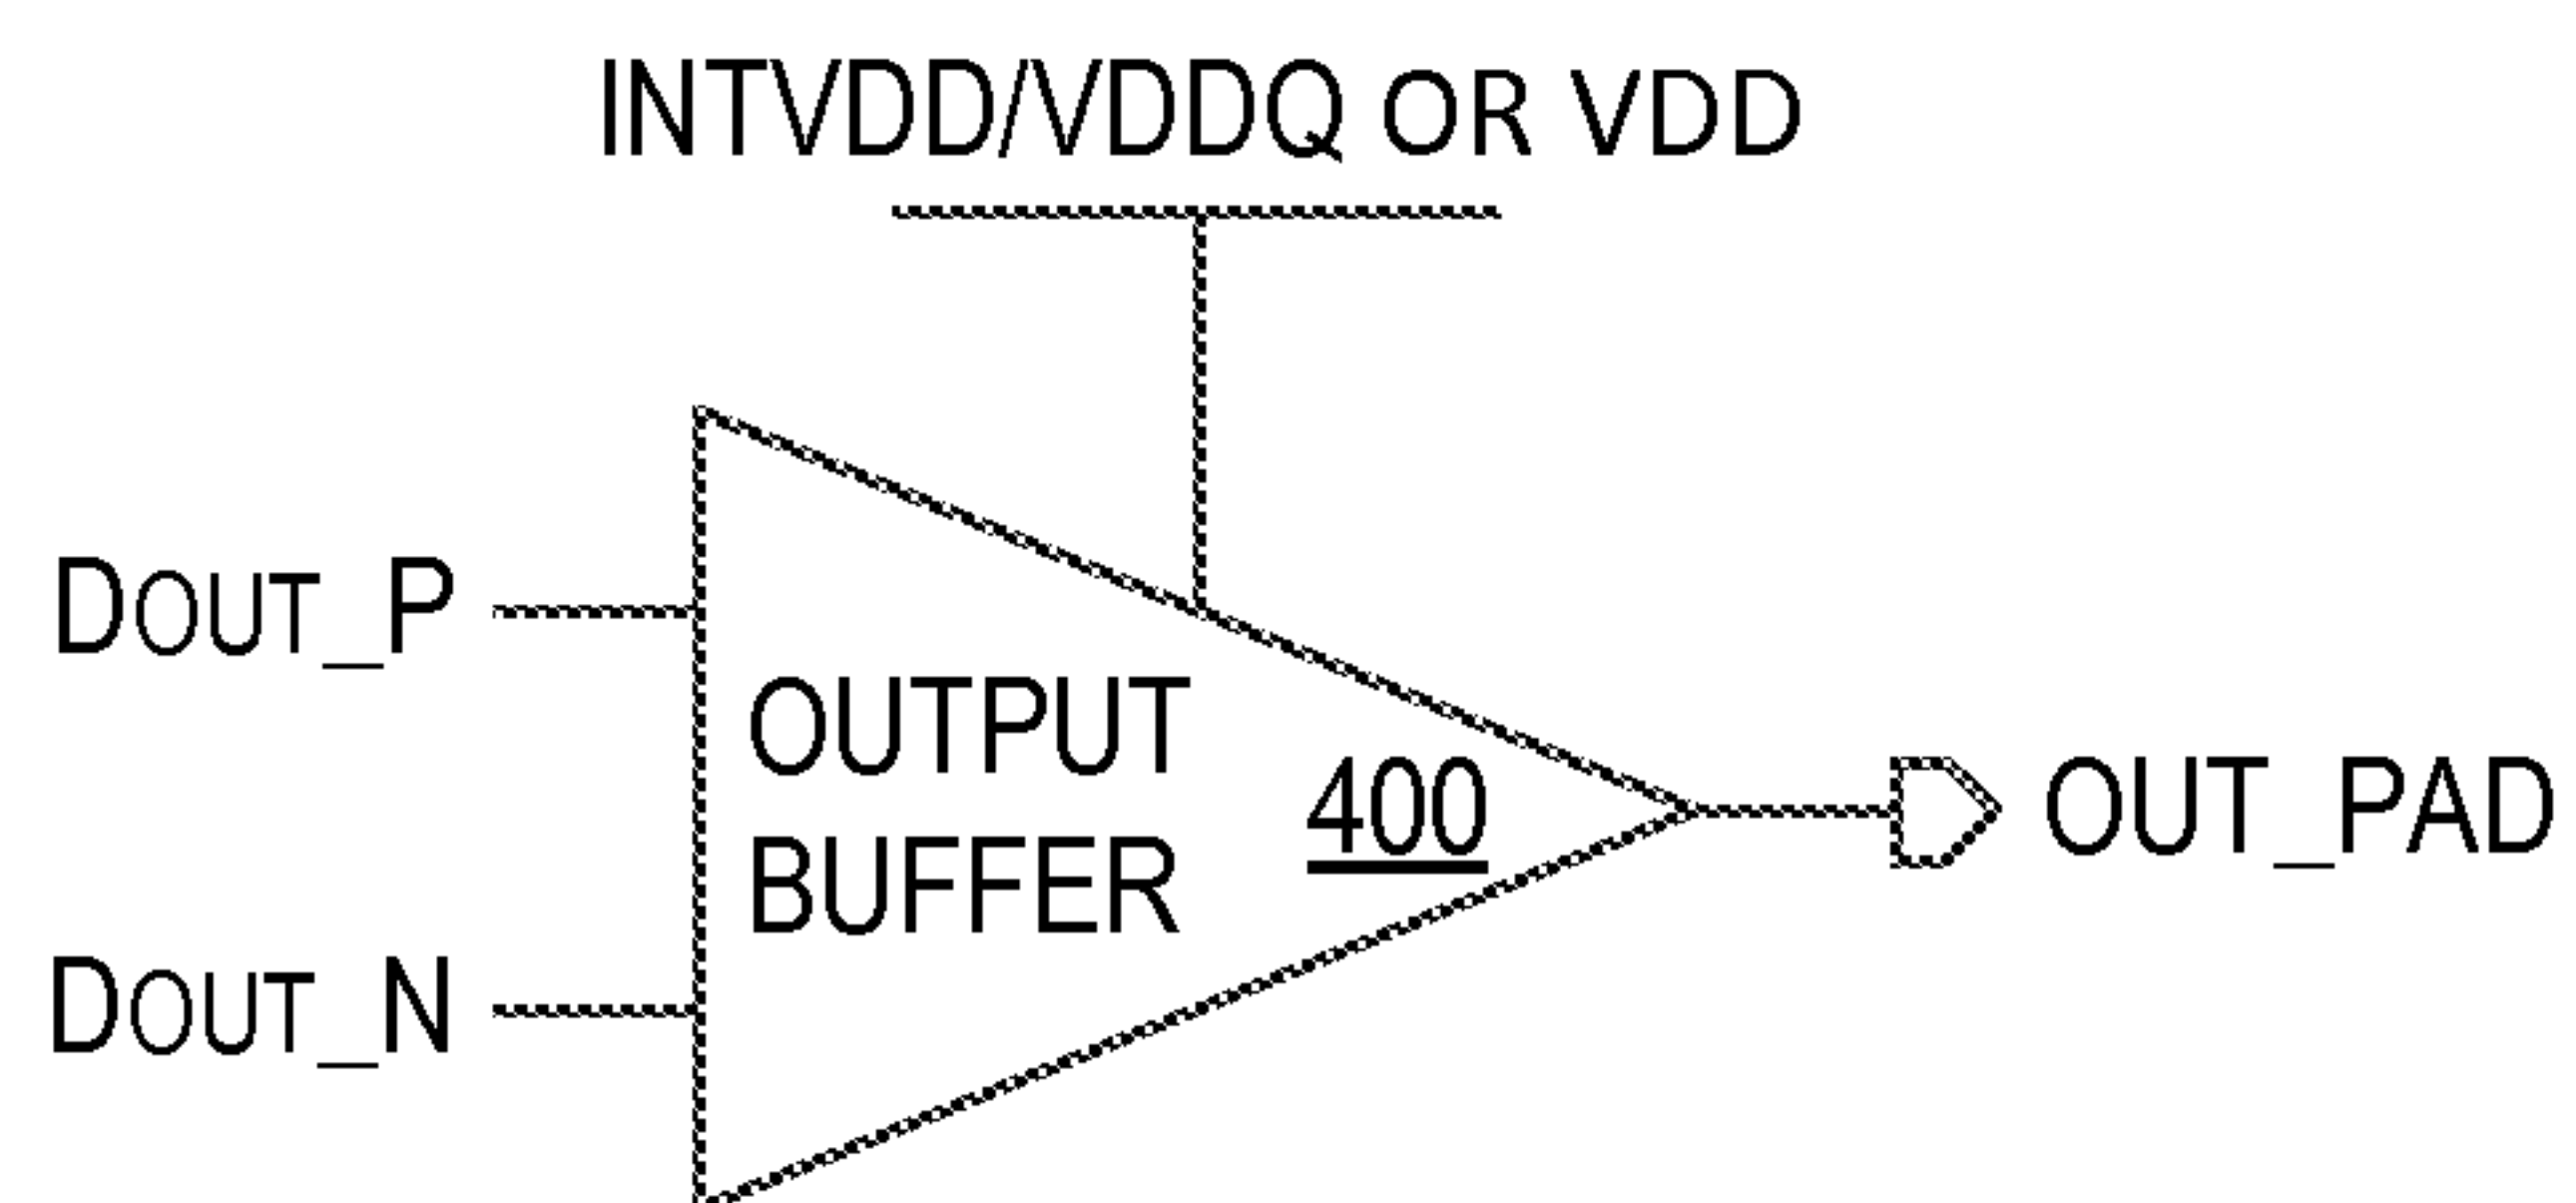 INTVDD/VDDQ OR VDD
DOUT_P
OUTPUT
BUFFER
400
OUT_PAD
DOUT_N